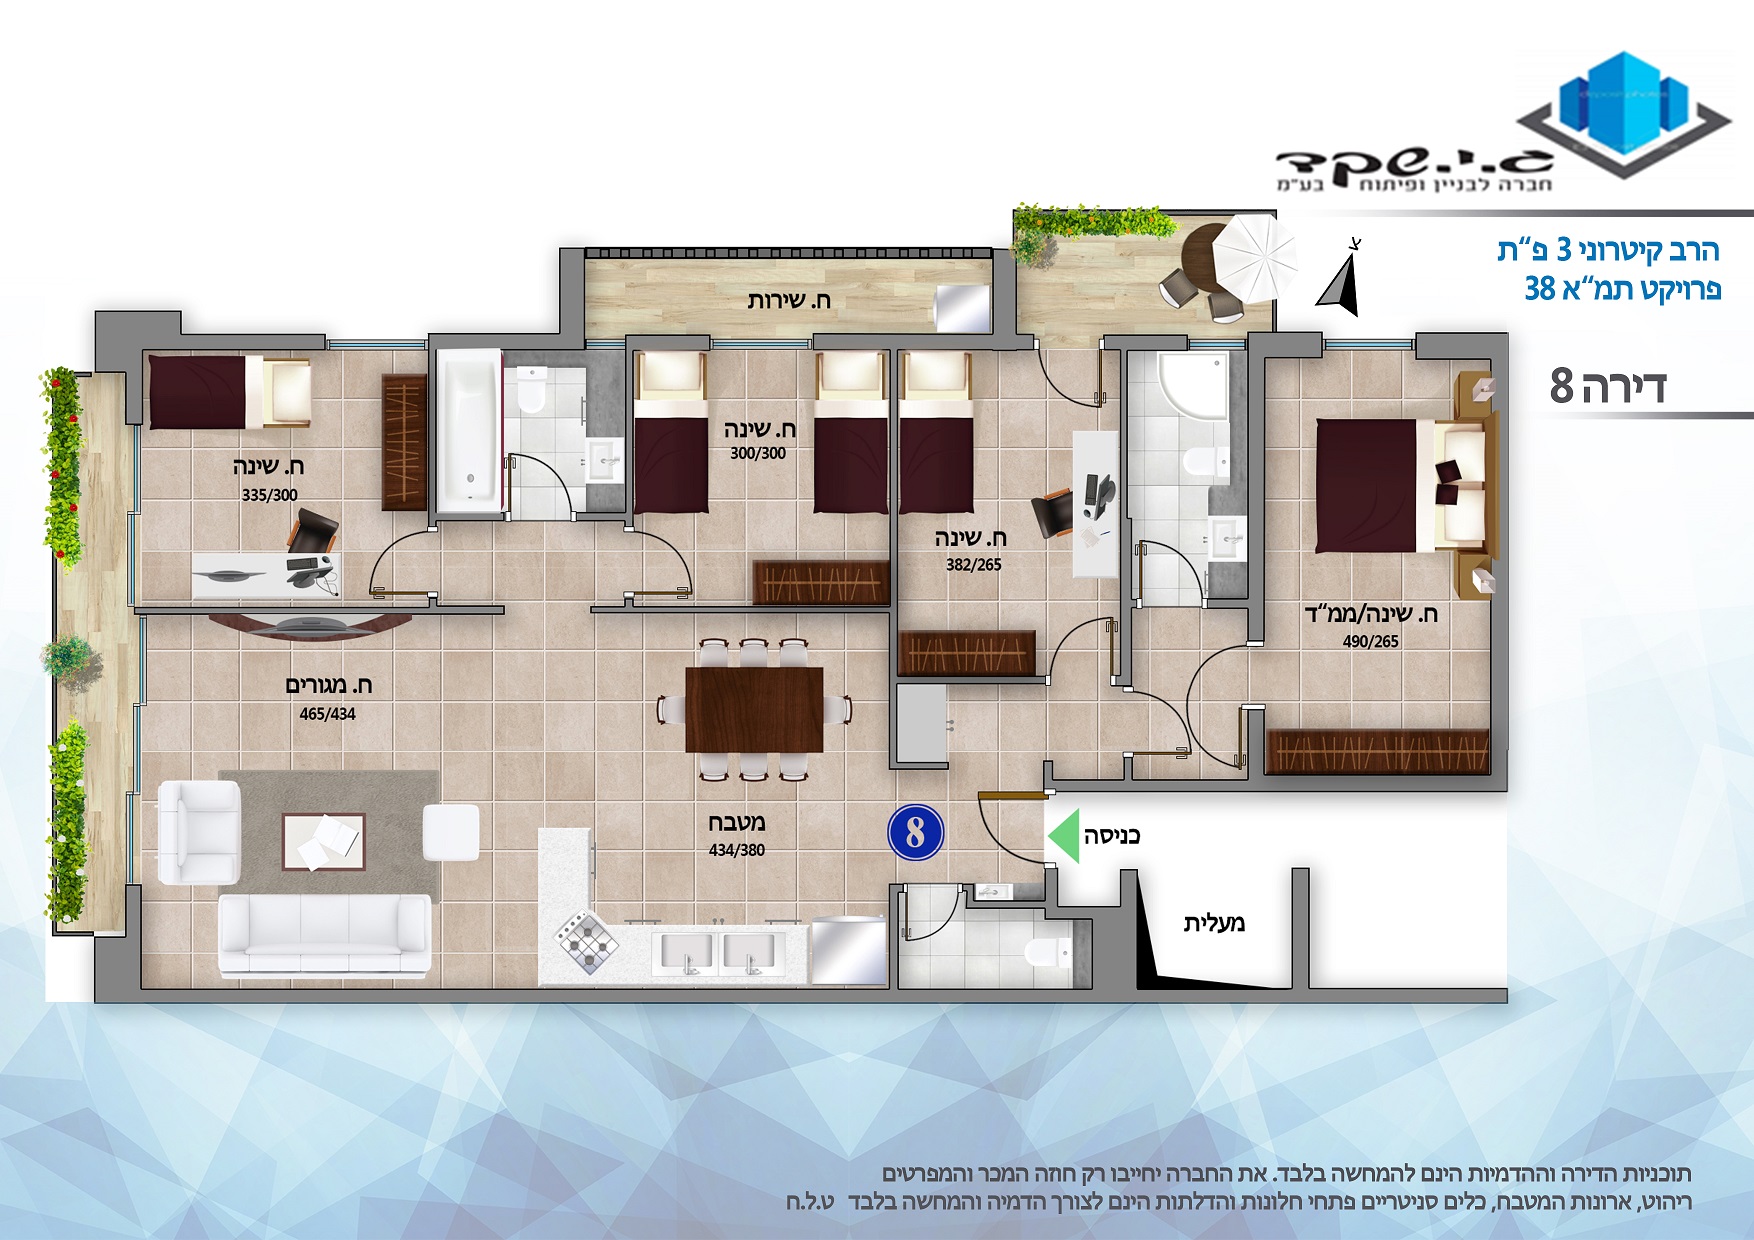 ג.י.שקד
חברה לבניין ופיתוח בע״מ
הרב קיטרוני 3 פ“ת
פרויקט תמ“א 38
דירה 8
א
ח. שירות
ח. שינה
335/300
ח. שינה
300/300
ח. שינה
382/265
ח. שינה/ממ“ד
490/265
ח. מגורים
465/434
מטבח
434/380
8
כניסה
מעלית
תוכניות הדירה וההדמיות הינם להמחשה בלבד. את החברה יחייבו רק חוזה המכר והמפרטים
ריהוט, ארונות המטבח, כלים סניטריים פתחי חלונות והדלתות הינם לצורך הדמיה והמחשה בלבד ט.ל.ח